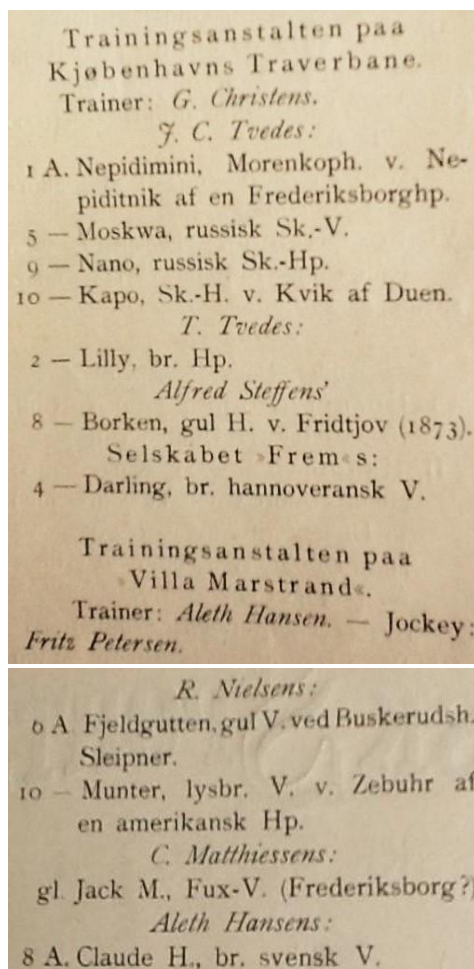 Trainingsanstalten paa
Kjøbenhavns Traverbane.
Trainer: G. Christens.
J. C. Tvedes:
1 A. Nepidimini, Morenkoph. v. Ne-
piditnik af en Frederiksborghp.
5 — Moskwa, russisk Sk.-V.
9 — Nano, russisk Sk.-Hp.
10 — Kapo, Sk.-H. v. Kvik af Duen.
T. Tvedes:
2 — Lilly, br. Hp.
Alfred Steffens'
8 — Borken, gul H. v. Fridtjov (1873).
Selskabet »Frem«s:
4 — Darling, br. hannoveransk V.
Trainingsanstalten paa
»Villa Marstrand«.
Trainer: Aleth Hansen. — Jockey:
Fritz Petersen.
R. Nielsens:
6 A Fjeldgutten, gul V. ved Buskerudsh.
Sleipner.
10 — Munter, lysbr. V. v. Zebuhr af
en amerikansk Hp.
C. Matthiessens:
gl. Jack M., Fux-V. (Frederiksborg?)
Aleth Hansens:
8 A. Claude H., br. svensk V.